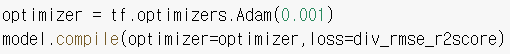 optimizer = tf.optimizers.Adam(0.001)
model.compile(optimizer=optimizer,loss=div_rmse_r2score)